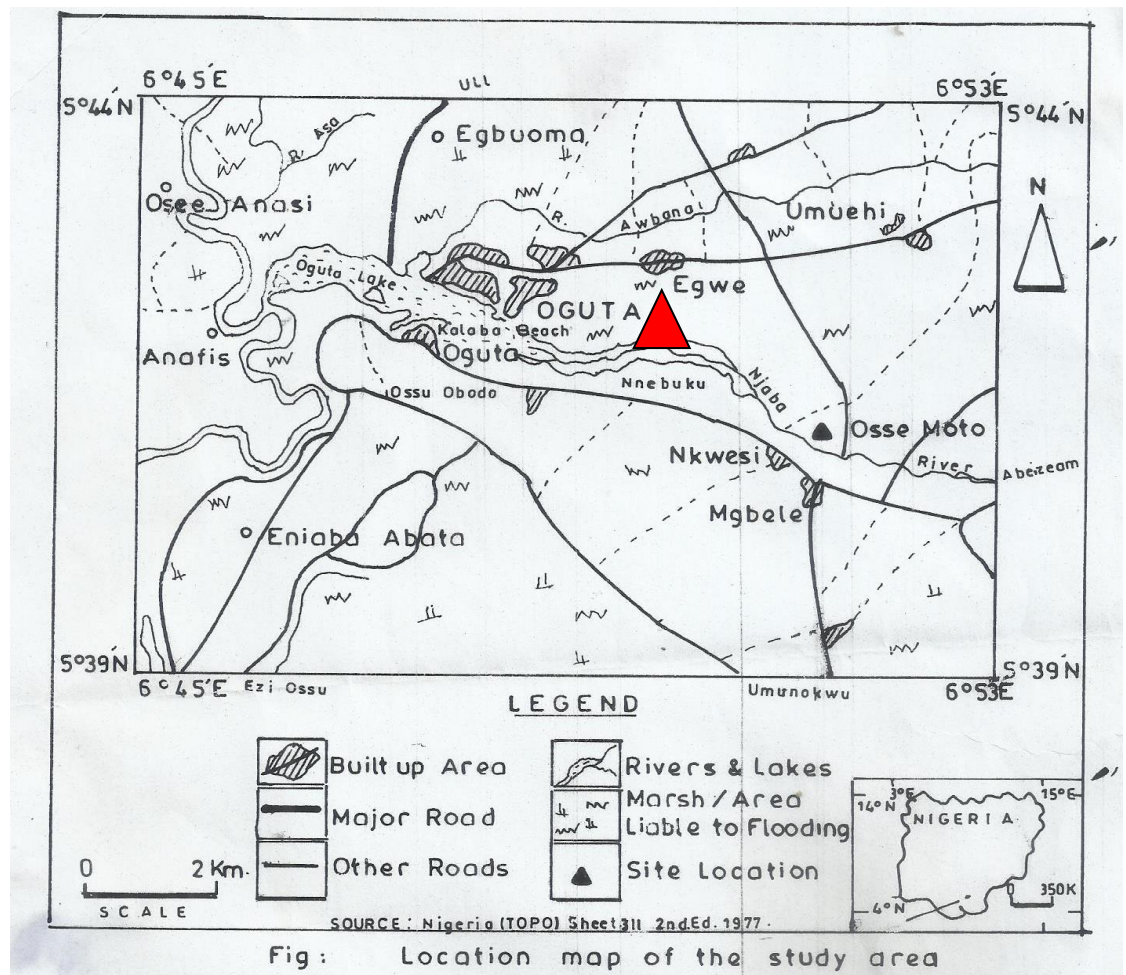 6°45'E
Ull
6°53'E
5°44'N
5°44'N
Egbuoma
R. Asa
N
Osee Anasi
R. Awbana
Umuehi
Oguta Lake
Egwe
OGUTA
Kalaba Beach
Anafis
Oguta
Njaba
Nnebuku
Ossu Obodo
Osse Moto
Nkwesi
River
Abeizeam
Mgbele
Eniaba Abata
5°39'N
5°39'N
6°45'E
Ezi Ossu
Umunokwu
6°53'E
LEGEND
Built up Area
Rivers & Lakes
Major Road
Marsh/Area
Liable to Flooding
Other Roads
Site Location
3°E
15°E
14°N
NIGERIA
4°N
350K
0 2 Km.
SCALE
SOURCE: Nigeria (TOPO) Sheet 311 2nd.Ed. 1977.
Fig: Location map of the study area